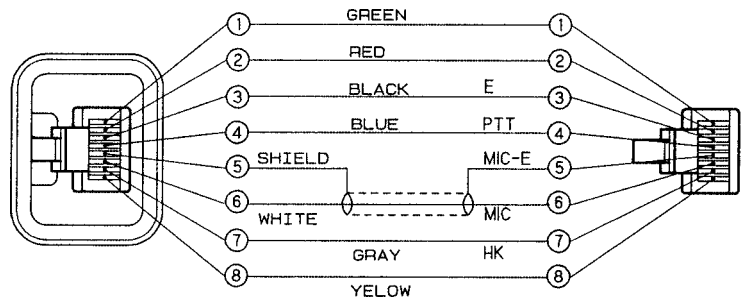 ① GREEN ①
② RED ②
③ BLACK E ③
④ BLUE PTT ④
⑤ SHIELD MIC-E ⑤
⑥ WHITE MIC ⑥
⑦ GRAY HK ⑦
⑧ YELOW ⑧